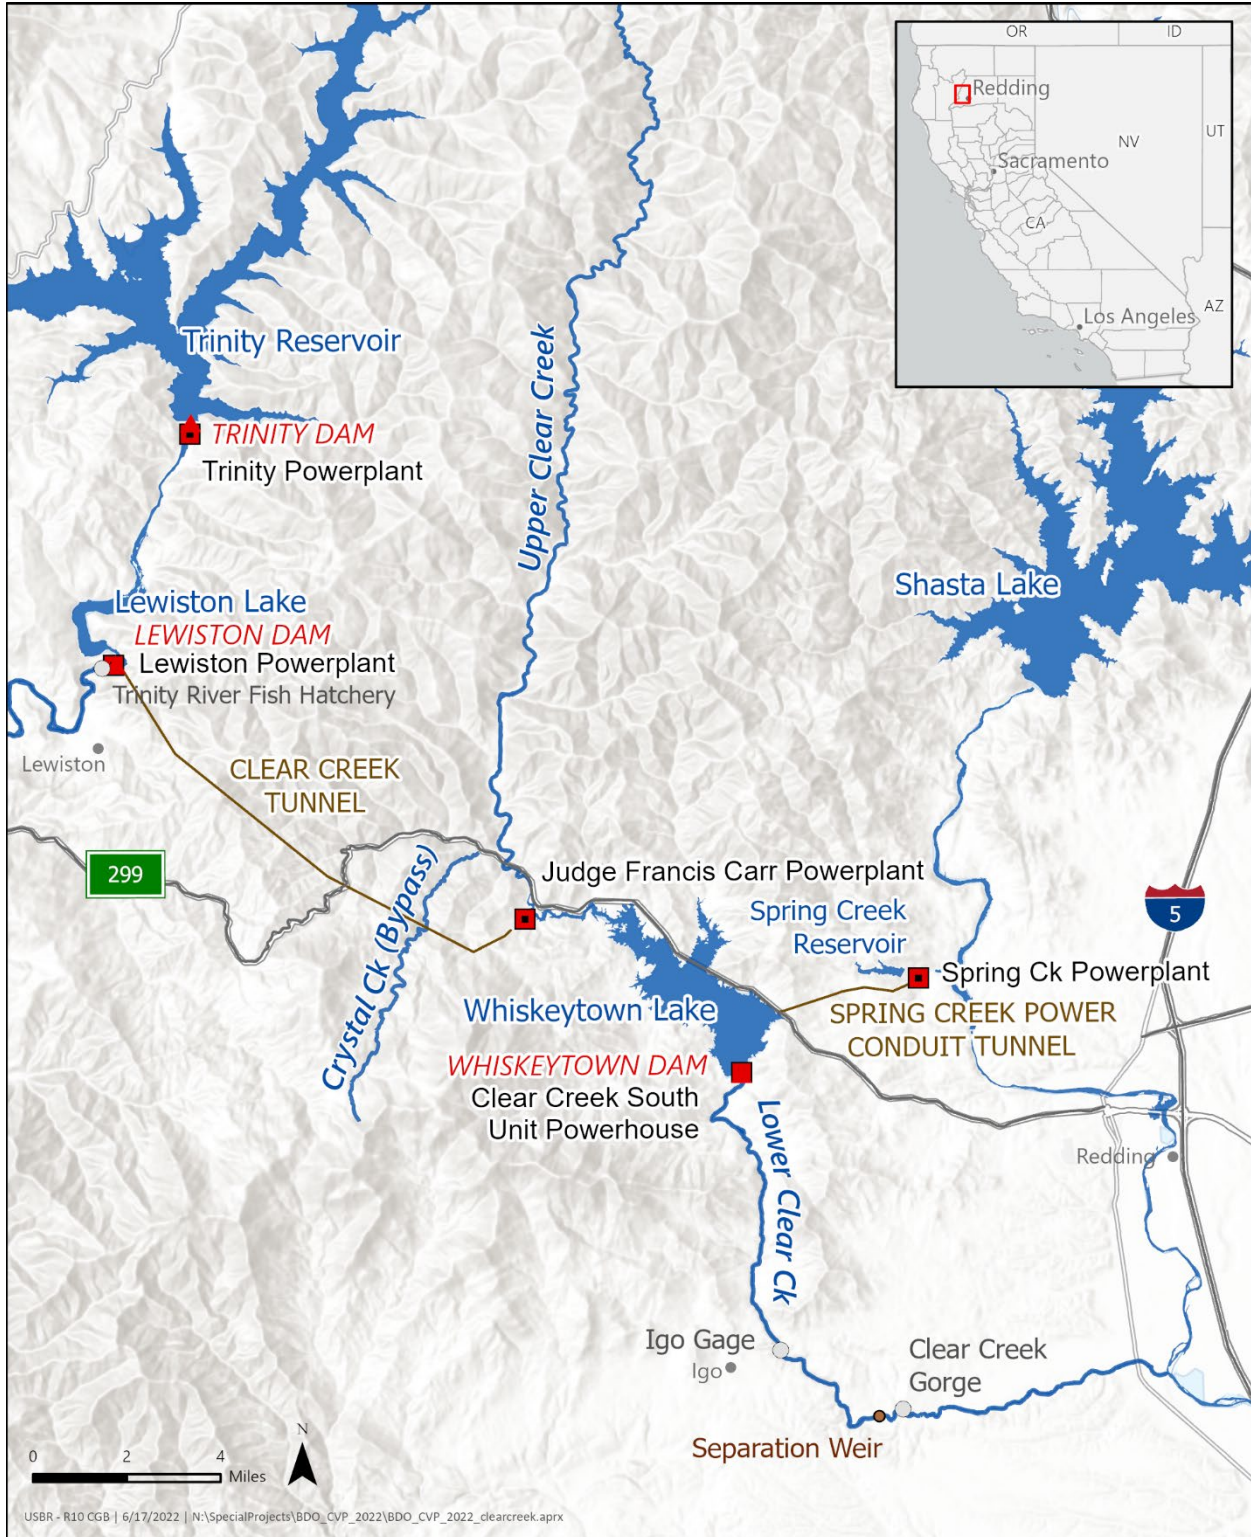 OR
ID
Redding
NV
UT
Sacramento
CA
AZ
Los Angeles
Trinity Reservoir
TRINITY DAM
Trinity Powerplant
Upper Clear Creek
Shasta Lake
Lewiston Lake
LEWISTON DAM
Lewiston Powerplant
Trinity River Fish Hatchery
Lewiston
CLEAR CREEK
TUNNEL
299
Crystal Ck (Bypass)
Judge Francis Carr Powerplant
Spring Creek
Reservoir
5
Spring Ck Powerplant
Whiskeytown Lake
SPRING CREEK POWER
CONDUIT TUNNEL
WHISKEYTOWN DAM
Clear Creek South
Unit Powerhouse
Lower Clear Ck
Redding
Igo Gage
Igo
Clear Creek
Gorge
Separation Weir
N
0 2 4
Miles
USBR - R10 CGB | 6/17/2022 | N:\SpecialProjects\BDO_CVP_2022\BDO_CVP_2022_clearcreek.aprx